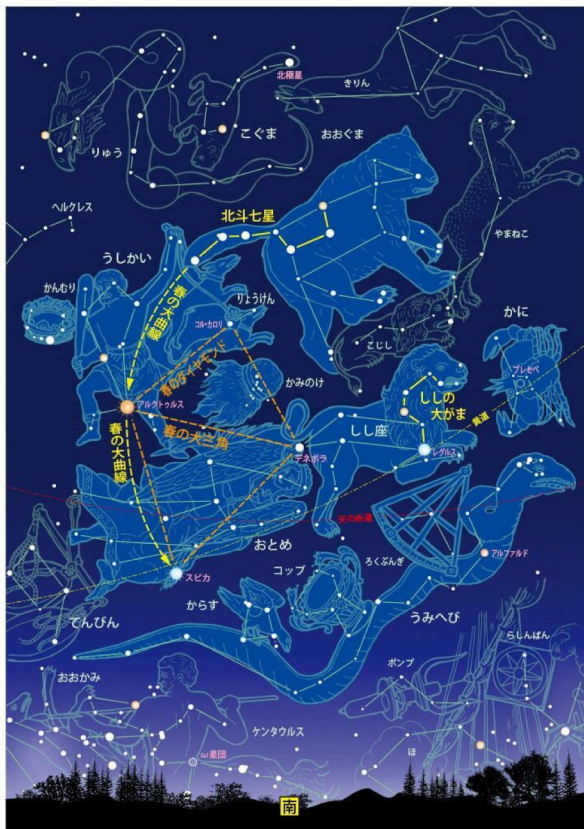 北極星
きりん
こぐま
おおぐま
りゅう
ヘルクレス
北斗七星
やまねこ
うしかい
かんむり
春の大曲線
りょうけん
コル・カロリ
こじし
かに
プレセペ
春のダイヤモンド
かみのけ
ししの
大がま
黄道
アルクトゥルス
春の大三角
しし座
デネボラ
レグルス
春の大曲線
天の赤道
おとめ
ろくぶんぎ
アルファルド
スピカ
コップ
からす
うみへび
てんびん
らしんばん
ポンプ
おおかみ
ケンタウルス
ほ
ω星団
南